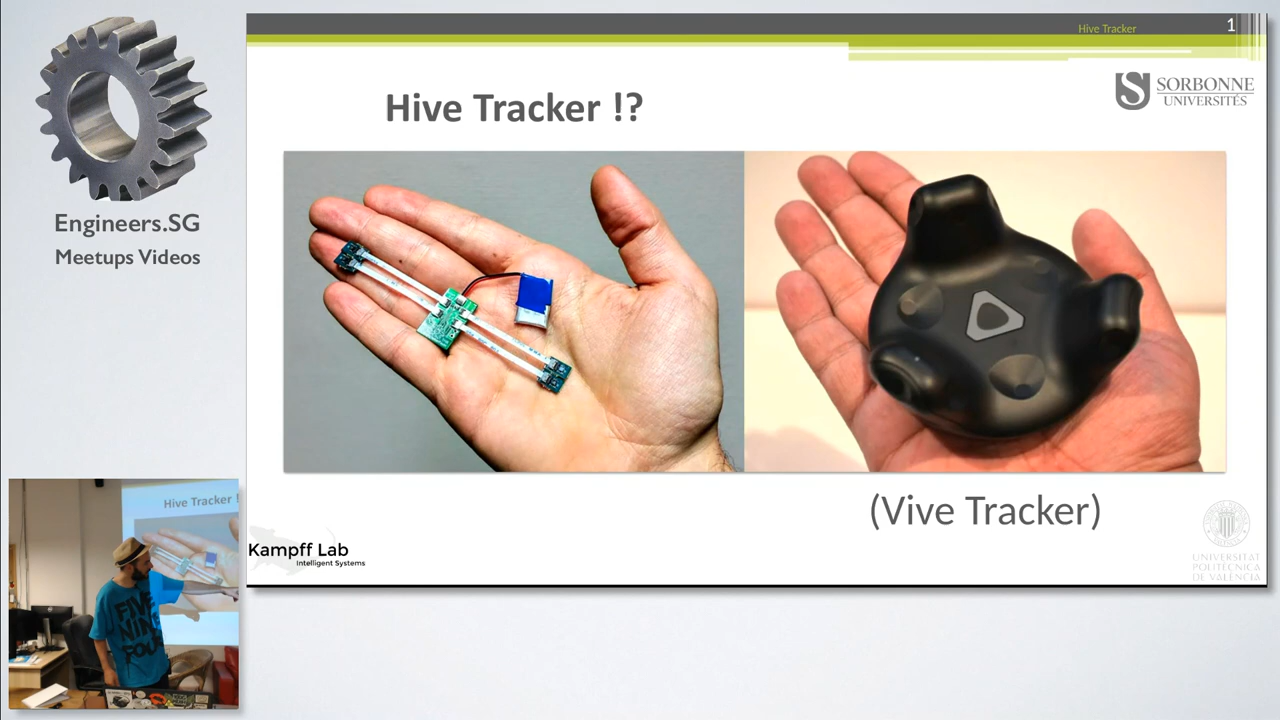 Engineers.SG
Meetups Videos
Hive Tracker
1
Hive Tracker !?
SORBONNE
UNIVERSITÉS
(Vive Tracker)
Kampff Lab
Intelligent Systems
UNIVERSITAT
POLITÈCNICA
DE VALÈNCIA
Hive Tracker !
FIVE
NINE
FOUR